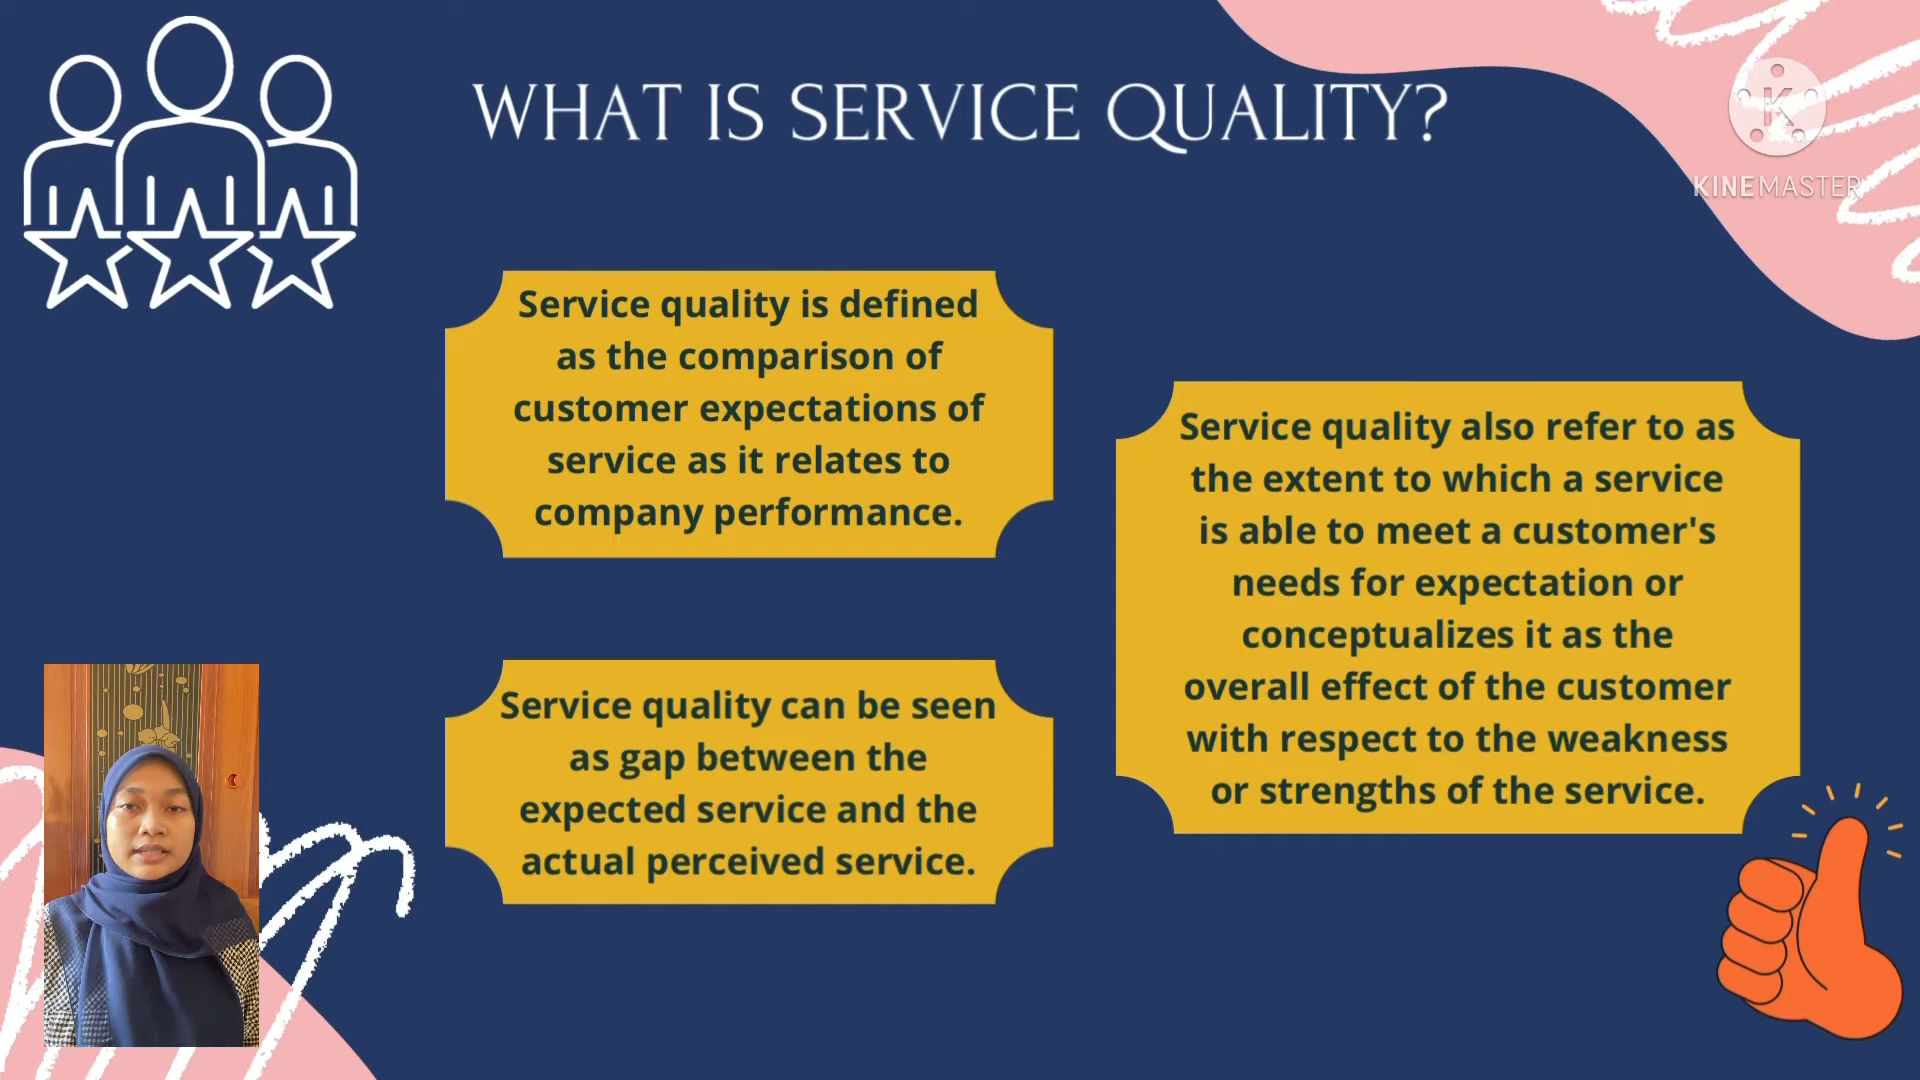 WHAT IS SERVICE QUALITY?
K
KINEMASTER
Service quality is defined
as the comparison of
customer expectations of
service as it relates to
company performance.
Service quality can be seen
as gap between the
expected service and the
actual perceived service.
Service quality also refer to as
the extent to which a service
is able to meet a customer's
needs for expectation or
conceptualizes it as the
overall effect of the customer
with respect to the weakness
or strengths of the service.